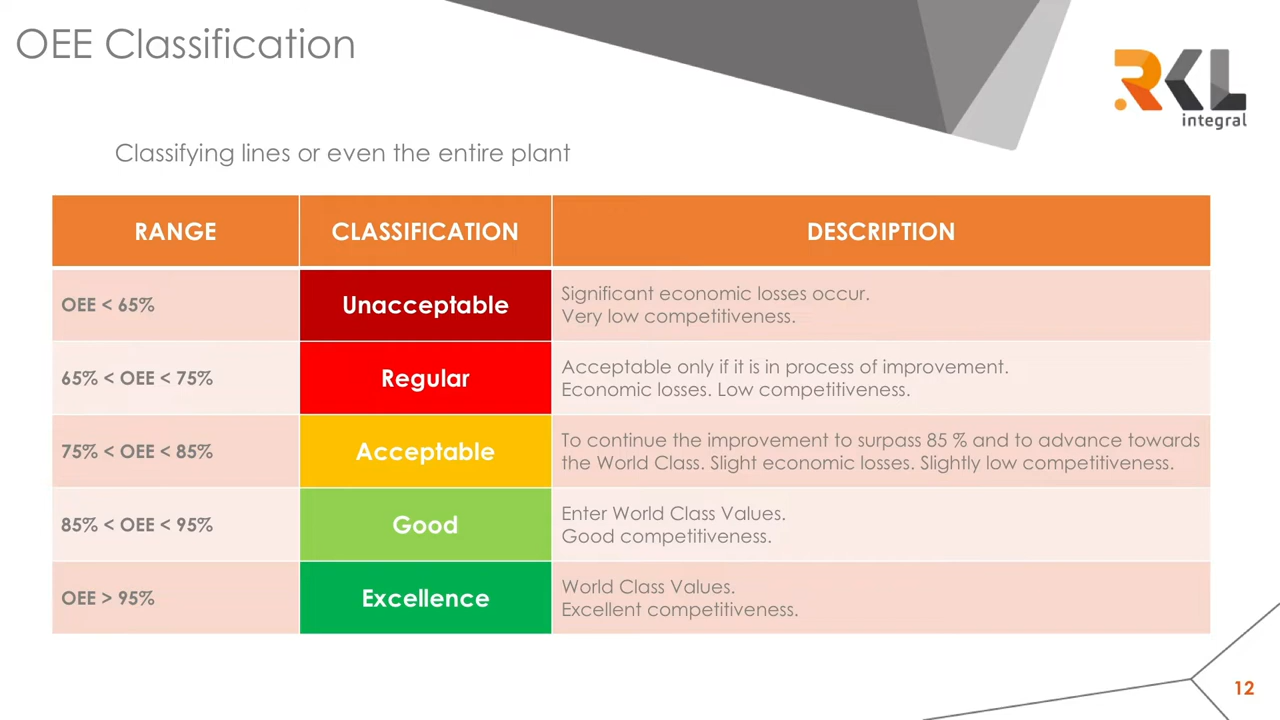 OEE Classification
RKL
integral
Classifying lines or even the entire plant
RANGE
CLASSIFICATION
DESCRIPTION
OEE < 65%
Unacceptable
Significant economic losses occur.
Very low competitiveness.
65% < OEE < 75%
Regular
Acceptable only if it is in process of improvement.
Economic losses. Low competitiveness.
75% < OEE < 85%
Acceptable
To continue the improvement to surpass 85 % and to advance towards
the World Class. Slight economic losses. Slightly low competitiveness.
85% < OEE < 95%
Good
Enter World Class Values.
Good competitiveness.
OEE > 95%
Excellence
World Class Values.
Excellent competitiveness.
12